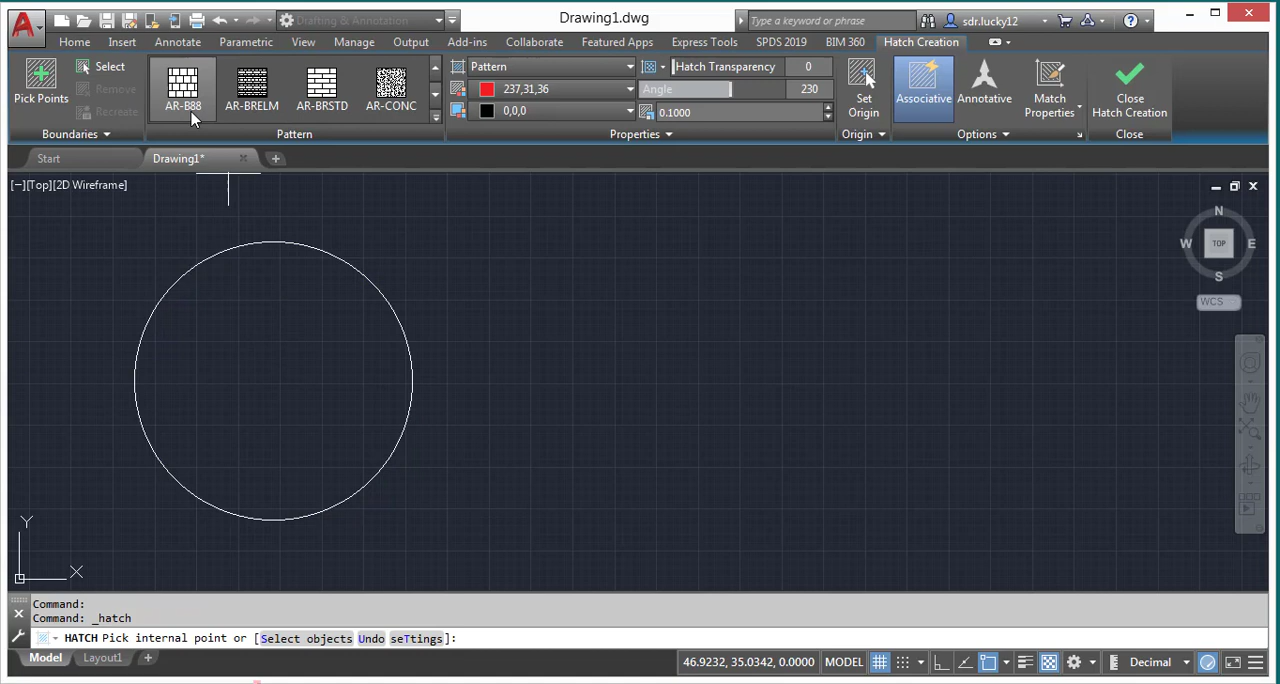 Drafting & Annotation
Drawing1.dwg
Type a keyword or phrase
sdr.lucky12
Home Insert Annotate Parametric View Manage Output Add-ins Collaborate Featured Apps Express Tools SPDS 2019 BIM 360 Hatch Creation
Pick Points
Select
Remove
Recreate
Boundaries
AR-B88
AR-BRELM
AR-BRSTD
AR-CONC
Pattern
Pattern
237,31,36
0,0,0
Hatch Transparency 0
Angle 230
0.1000
Properties
Set
Origin
Origin
Associative
Annotative
Match
Properties
Options
Close
Hatch Creation
Close
Start Drawing1*
[−][Top][2D Wireframe]
N
W TOP E
S
WCS
Y
X
Command:
Command: _hatch
HATCH Pick internal point or [Select objects Undo seTtings]:
Model Layout1 46.9232, 35.0342, 0.0000 MODEL Decimal